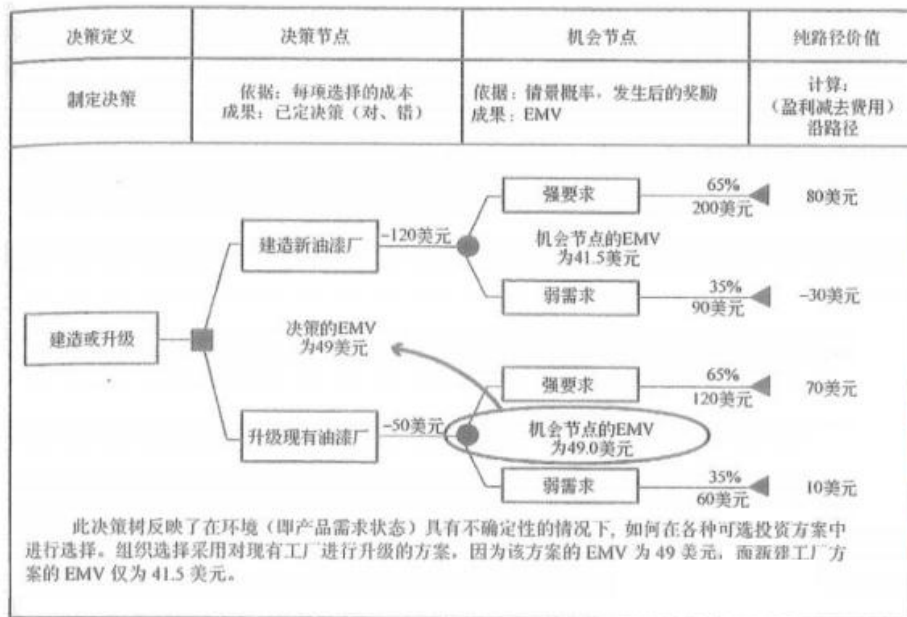 决策定义 决策节点 机会节点 纯路径价值
制定决策
依据：每项选择的成本
成果：已定决策（对、错）
依据：情景概率，发生后的奖励
成果：EMV
计算：
（盈利减去费用）
沿路径
强要求 65% 80美元
200美元
建造新油漆厂 -120美元
机会节点的EMV
为41.5美元
弱需求 35% -30美元
90美元
建造或升级
决策的EMV
为49美元
强要求 65% 70美元
120美元
升级现有油漆厂 -50美元
机会节点的EMV
为49.0美元
弱需求 35% 10美元
60美元
此决策树反映了在环境（即产品需求状态）具有不确定性的情况下，如何在各种可选投资方案中
进行选择。组织选择采用对现有工厂进行升级的方案，因为该方案的 EMV 为 49 美元，而新建工厂方
案的 EMV 仅为 41.5 美元。